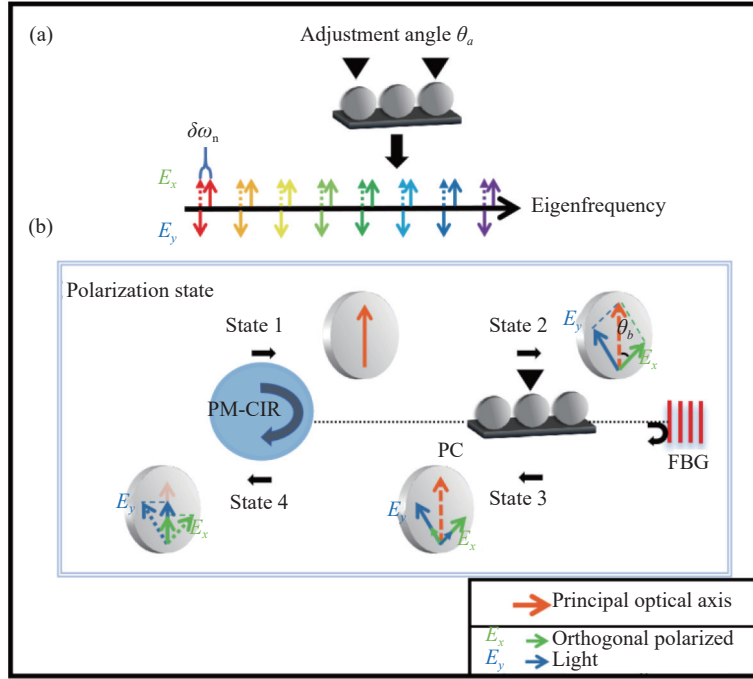 (a)
Adjustment angle θa
δωn
Ex
Eigenfrequency
Ey
(b)
Polarization state
State 1
State 2
Ey
θb
Ex
PM-CIR
PC
FBG
State 4
State 3
Ey
Ex
Ey
Ex
Principal optical axis
Ex
Orthogonal polarized
Ey
Light